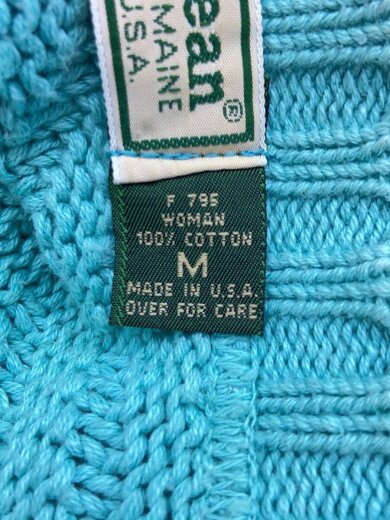 ean®
MAINE
U.S.A.
F 795
WOMAN
100% COTTON
M
MADE IN U.S.A.
OVER FOR CARE